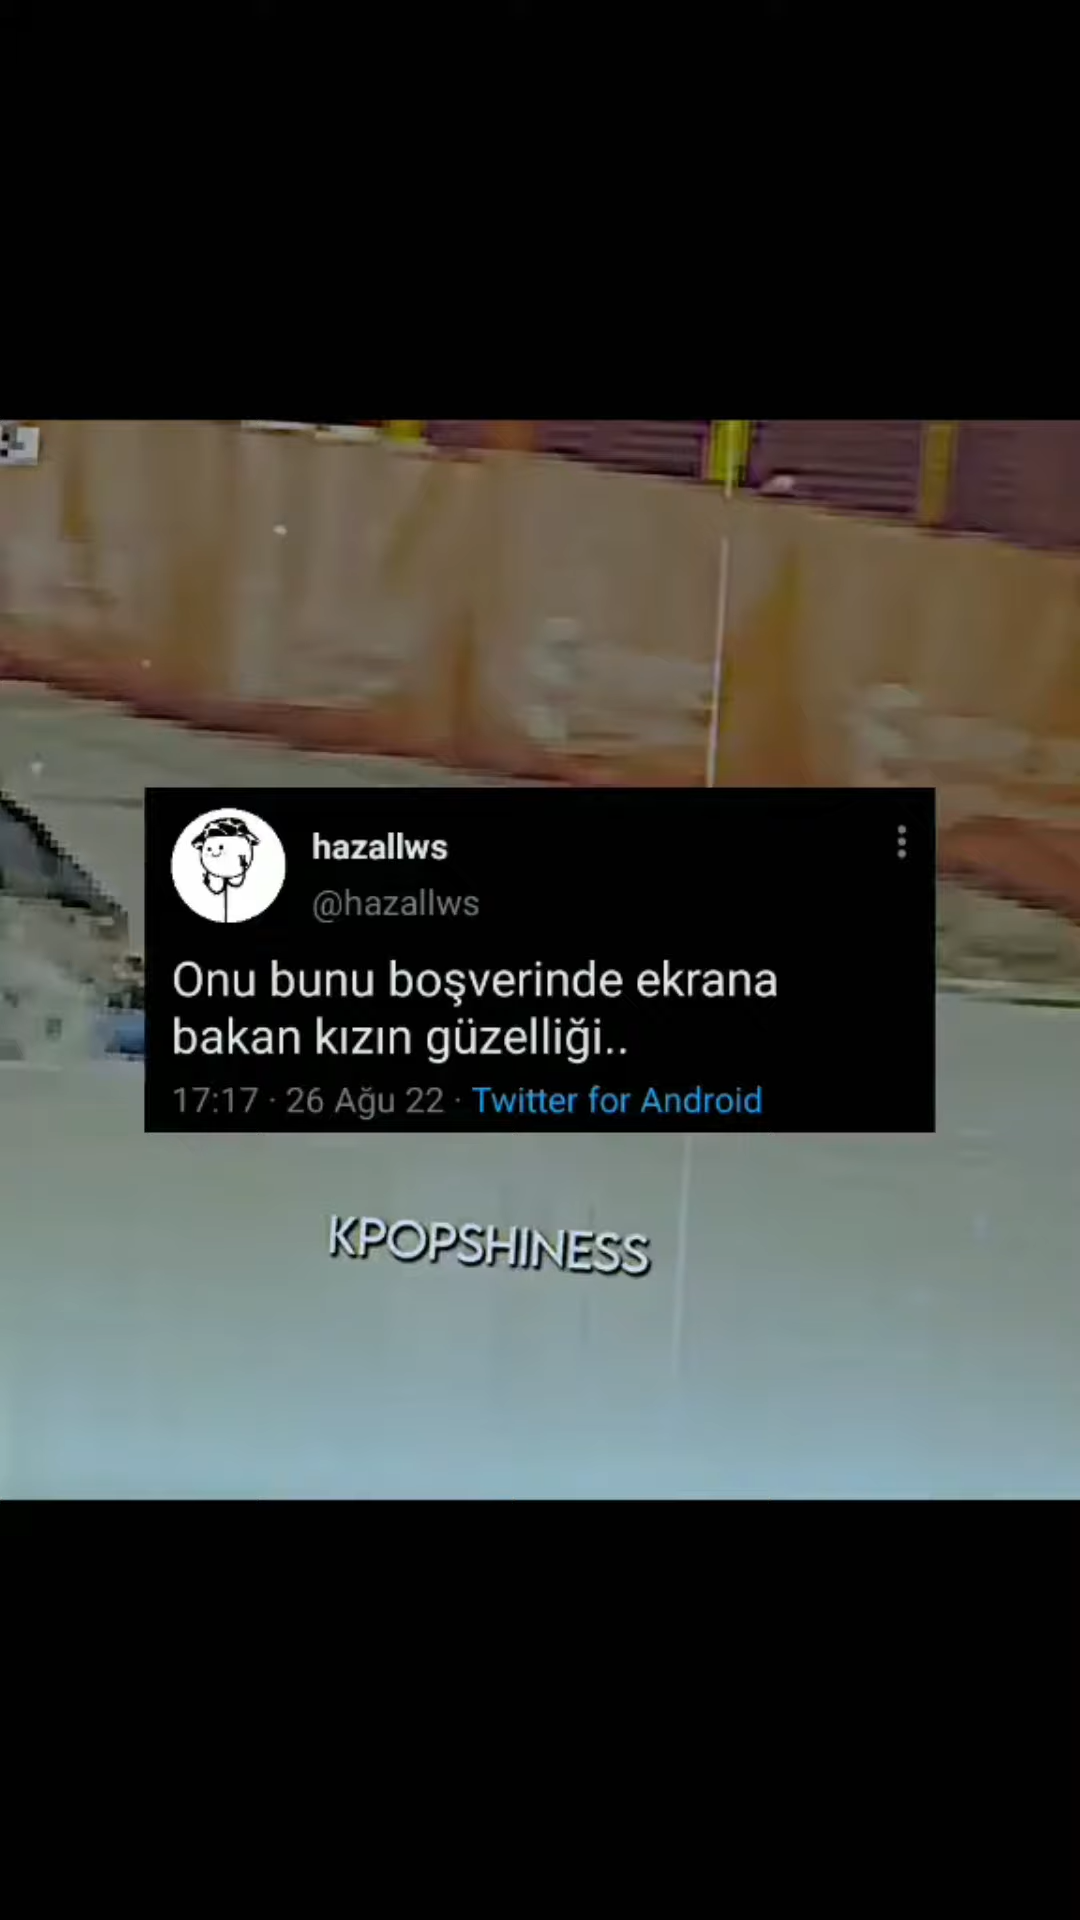 hazallws
@hazallws
Onu bunu boşverinde ekrana
bakan kızın güzelliği..
17:17 · 26 Ağu 22 · Twitter for Android
KPOPSHINESS